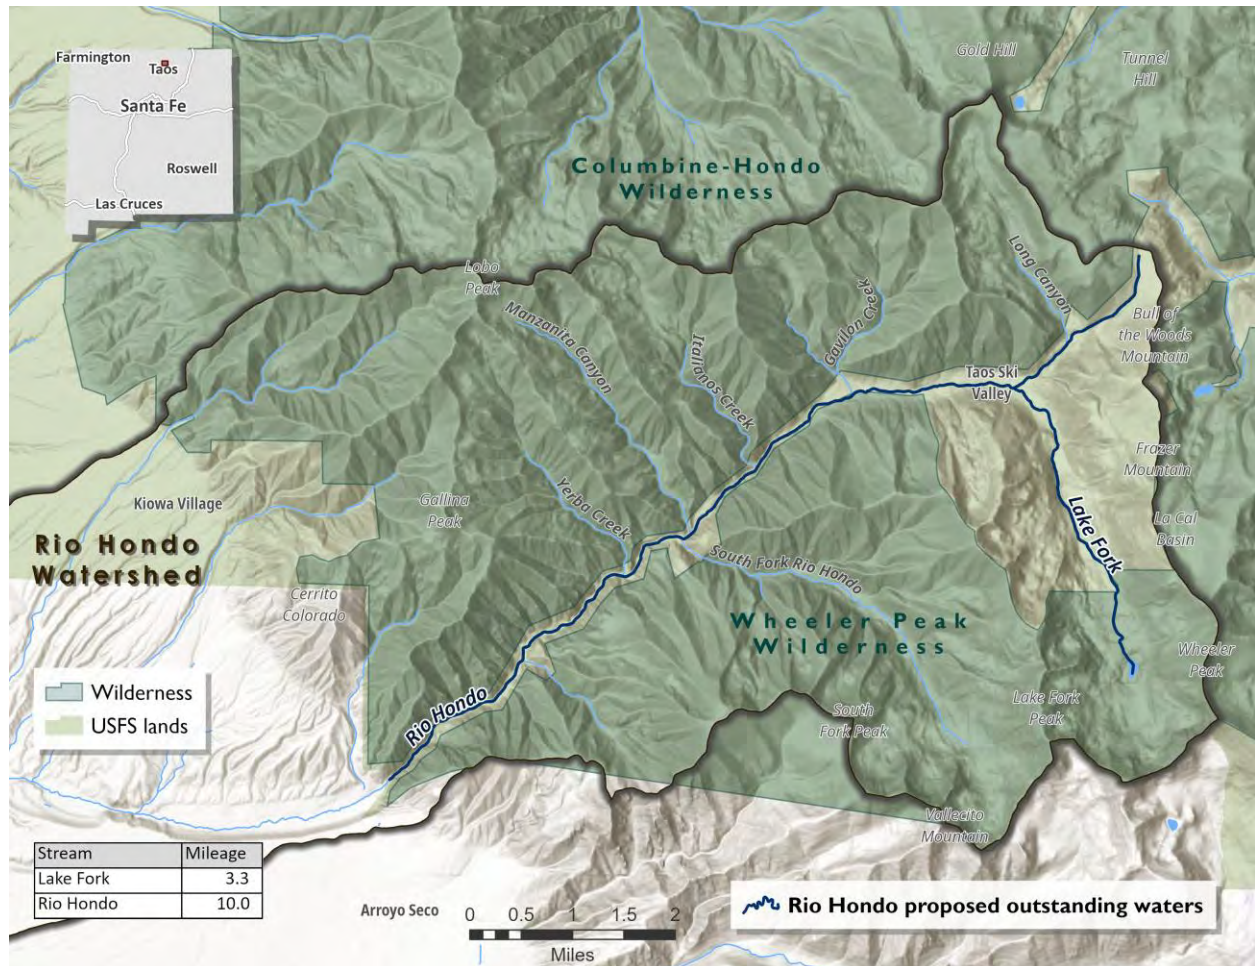 Farmington
Taos
Santa Fe
Roswell
Las Cruces
Gold Hill
Tunnel
Hill
Columbine-Hondo
Wilderness
Lobo
Peak
Long Canyon
Manzanita Canyon
Italianos Creek
Gavilon Creek
Bull of
the Woods
Mountain
Taos Ski
Valley
Frazer
Mountain
Kiowa Village
Gallina
Peak
Yerba Creek
Lake Fork
La Cal
Basin
Rio Hondo
Watershed
South Fork Rio Hondo
Cerrito
Colorado
Wheeler Peak
Wilderness
Wheeler
Peak
Wilderness
USFS lands
Rio Hondo
South
Fork Peak
Lake Fork
Peak
Vallecito
Mountain
Stream Mileage
Lake Fork 3.3
Rio Hondo 10.0
Arroyo Seco
0 0.5 1 1.5 2
Miles
Rio Hondo proposed outstanding waters